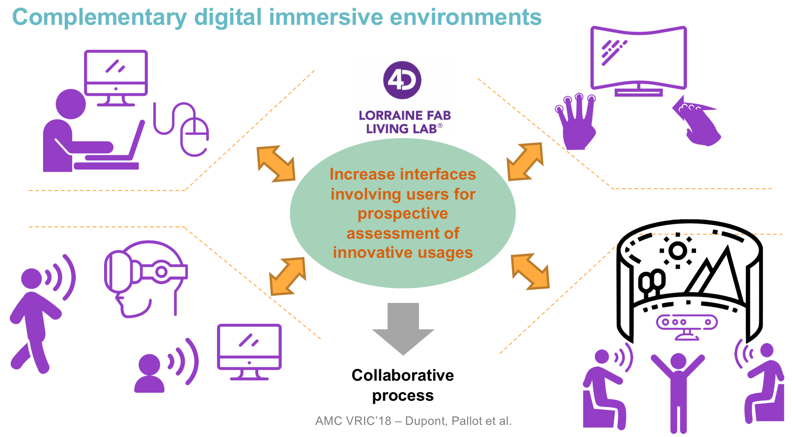 Complementary digital immersive environments
4D
LORRAINE FAB
LIVING LAB®
Increase interfaces
involving users for
prospective
assessment of
innovative usages
Collaborative
process
AMC VRIC'18 – Dupont, Pallot et al.